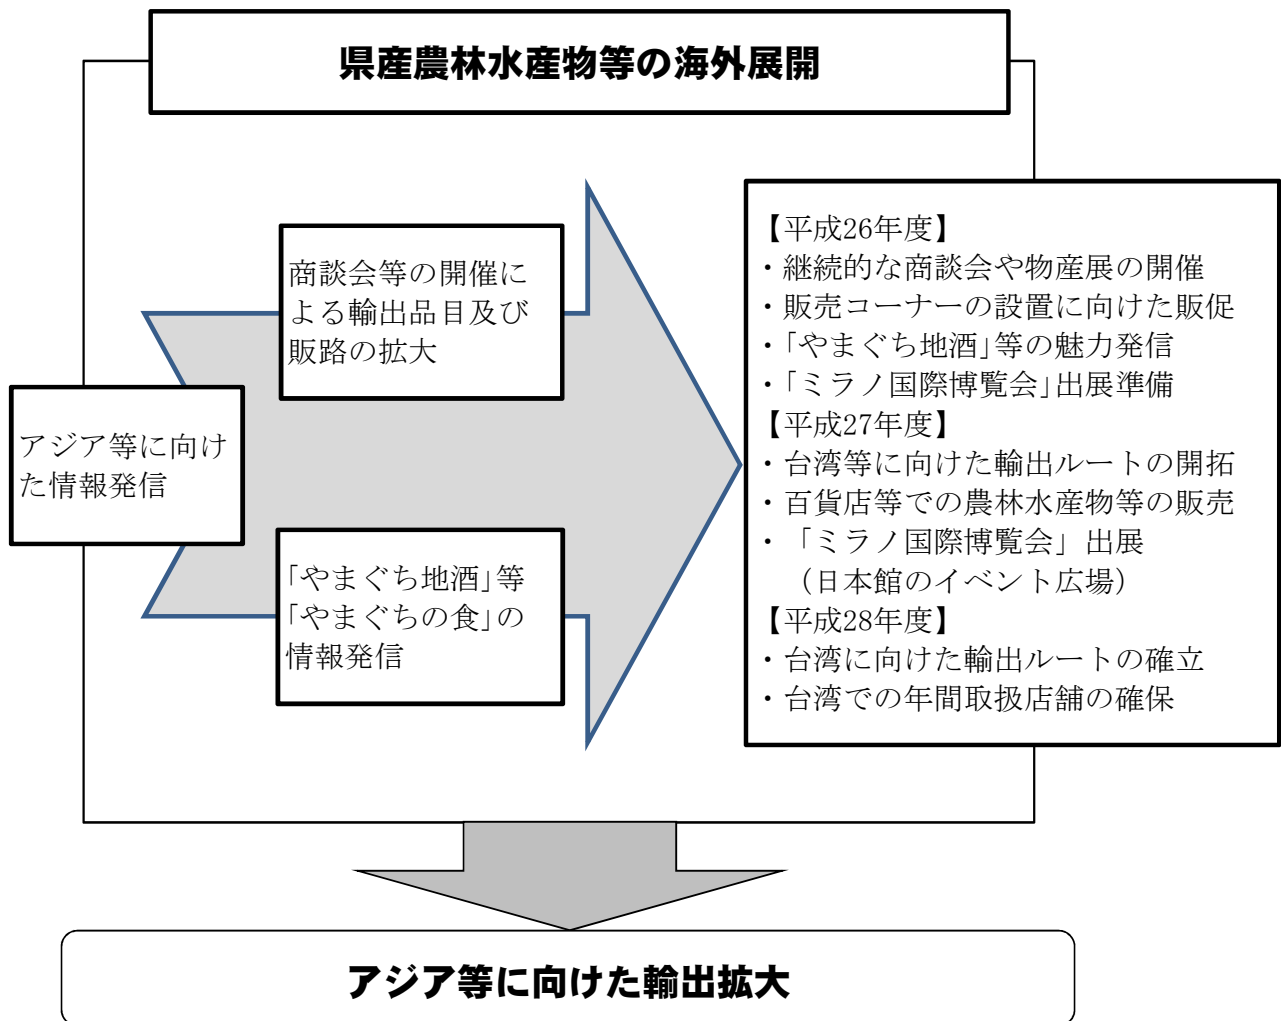 県産農林水産物等の海外展開
アジア等に向け
た情報発信
商談会等の開催に
よる輸出品目及び
販路の拡大
「やまぐち地酒」等
「やまぐちの食」の
情報発信
【平成26年度】
・継続的な商談会や物産展の開催
・販売コーナーの設置に向けた販促
・「やまぐち地酒」等の魅力発信
・「ミラノ国際博覧会」出展準備
【平成27年度】
・台湾等に向けた輸出ルートの開拓
・百貨店等での農林水産物等の販売
・「ミラノ国際博覧会」出展
（日本館のイベント広場）
【平成28年度】
・台湾に向けた輸出ルートの確立
・台湾での年間取扱店舗の確保
アジア等に向けた輸出拡大